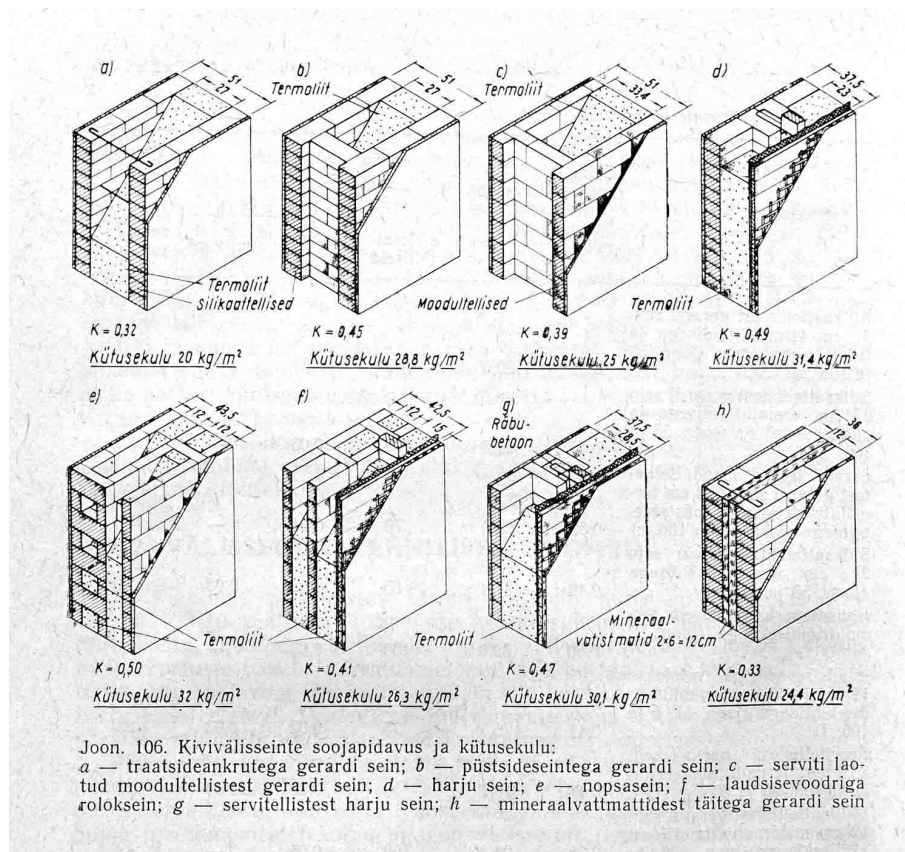 a)
51
27
b)
Termoliit
51
27
c)
Termoliit
51
33,4
d)
37,5
23
Termoliit
Silikaattellised
Moodultellised
Termoliit
K = 0,32
Kütusekulu 20 kg/m²
K = 0,45
Kütusekulu 28,8 kg/m²
K = 0,39
Kütusekulu 25 kg/m²
K = 0,49
Kütusekulu 31,4 kg/m²
e)
43,5
12
12
f)
42,5
12
15
g)
Räbu-
betoon
37,5
28,5
h)
36
12
Termoliit
Termoliit
Mineraal-
vatist matid 2×6=12cm
K = 0,50
Kütusekulu 32 kg/m²
K = 0,41
Kütusekulu 26,3 kg/m²
K = 0,47
Kütusekulu 30,1 kg/m²
K = 0,33
Kütusekulu 24,4 kg/m²
Joon. 106. Kivivälisseinte soojapidavus ja kütusekulu:
a — traatsideankrutega gerardi sein; b — püstsideseintega gerardi sein; c — serviti lao-
tud moodultellistest gerardi sein; d — harju sein; e — nopsasein; f — laudsisevoodriga
roloksein; g — servitellistest harju sein; h — mineraalvattmattidest täitega gerardi sein